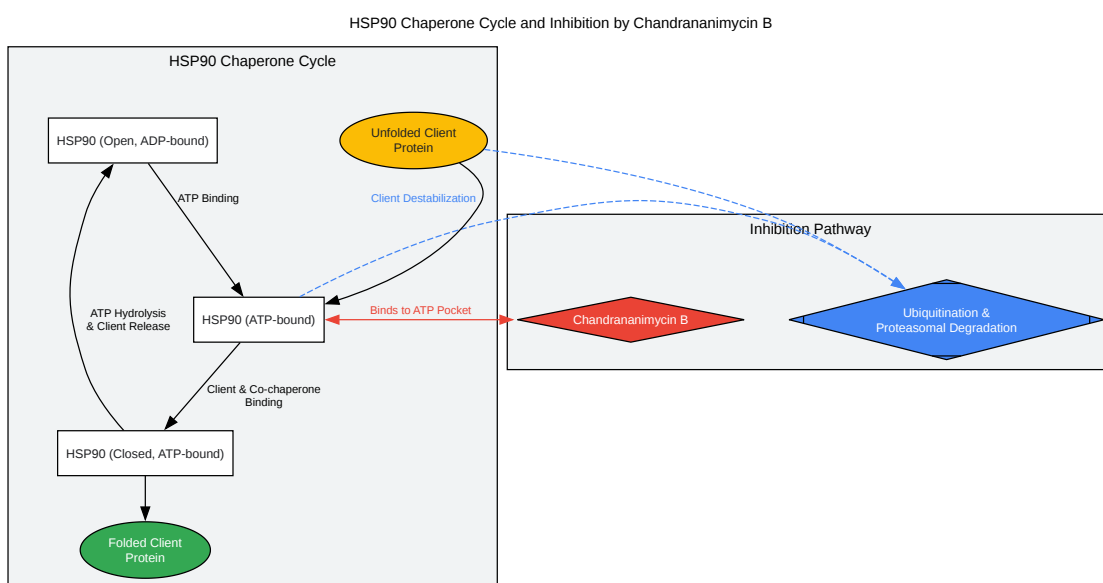 HSP90 Chaperone Cycle and Inhibition by Chandrananimycin B
HSP90 Chaperone Cycle
HSP90 (Open, ADP-bound)
Unfolded Client
Protein
ATP Binding
Client Destabilization
Inhibition Pathway
ATP Hydrolysis
& Client Release
HSP90 (ATP-bound)
Binds to ATP Pocket
Chandrananimycin B
Ubiquitination &
Proteasomal Degradation
Client & Co-chaperone
Binding
HSP90 (Closed, ATP-bound)
Folded Client
Protein